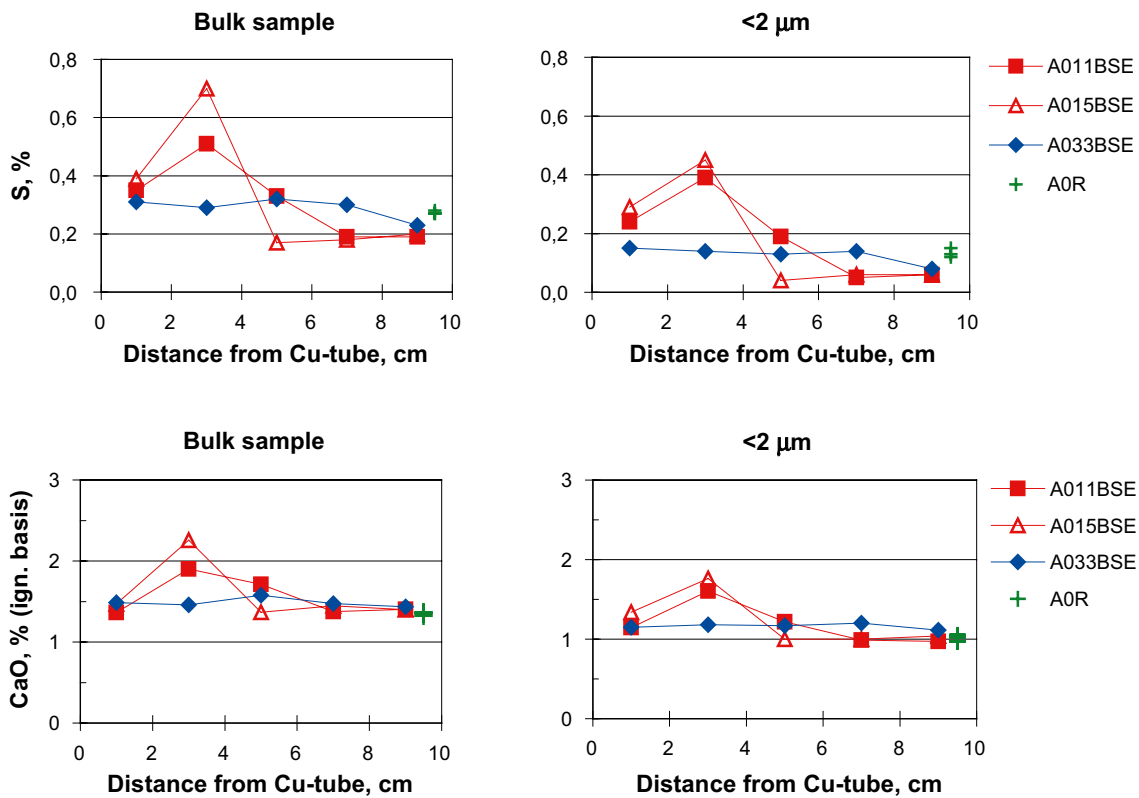 Bulk sample
<2 µm
0,8
0,6
0,4
0,2
0,0
S, %
0 2 4 6 8 10
Distance from Cu-tube, cm
0,8
0,6
0,4
0,2
0,0
0 2 4 6 8 10
Distance from Cu-tube, cm
A011BSE
A015BSE
A033BSE
A0R
Bulk sample
<2 µm
3
2
1
0
CaO, % (ign. basis)
0 2 4 6 8 10
Distance from Cu-tube, cm
3
2
1
0
0 2 4 6 8 10
Distance from Cu-tube, cm
A011BSE
A015BSE
A033BSE
A0R